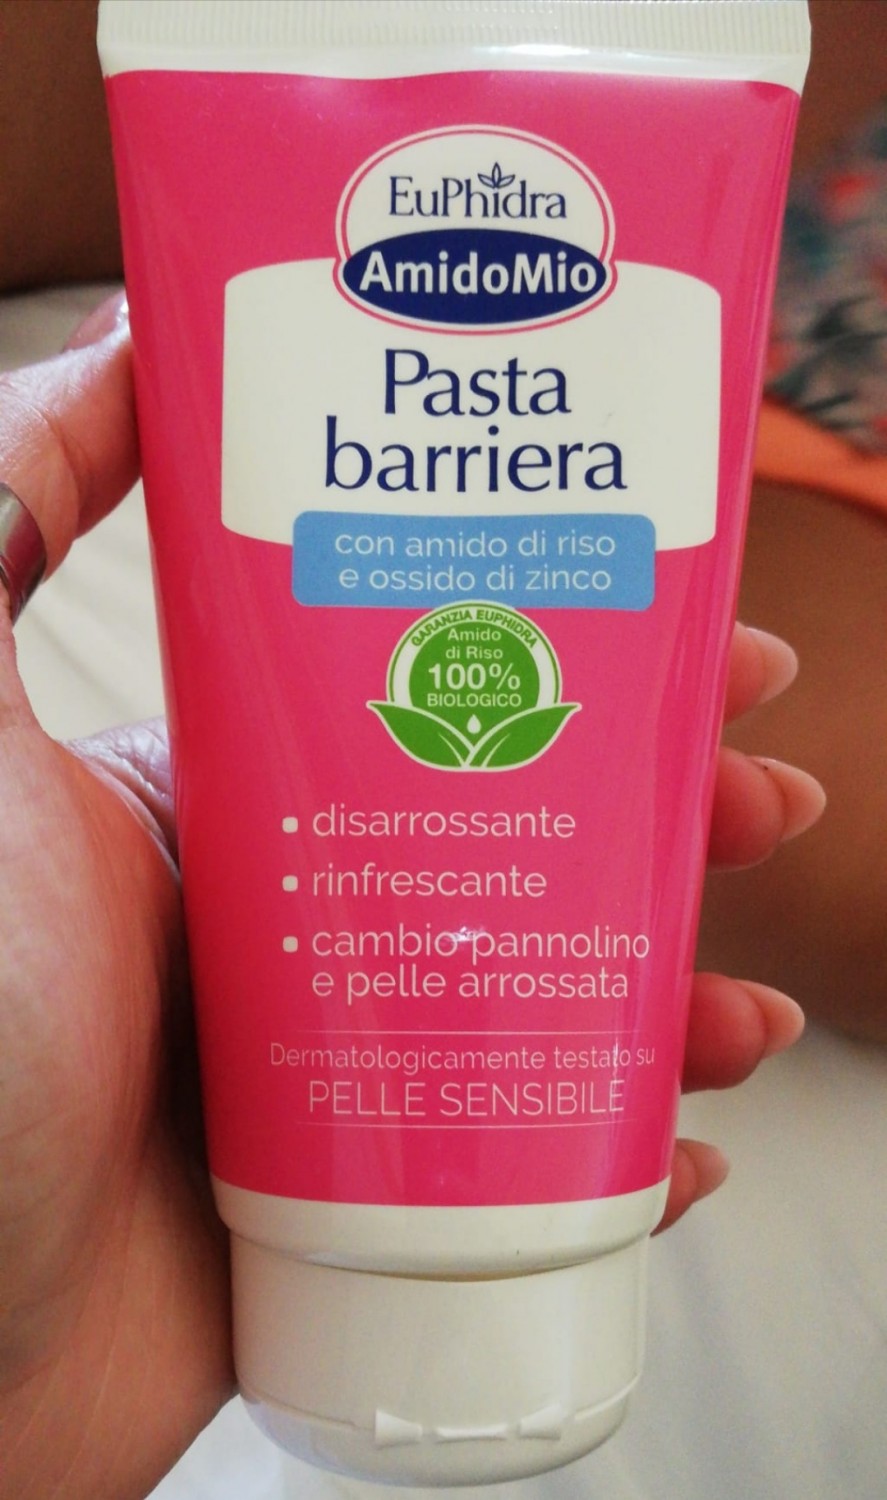 EuPhidra
AmidoMio
Pasta
barriera
con amido di riso
e ossido di zinco
GARANZIA EUPHIDRA
Amido
di Riso
100%
BIOLOGICO
▪ disarrossante
▪ rinfrescante
▪ cambio pannolino
e pelle arrossata
Dermatologicamente testato su
PELLE SENSIBILE